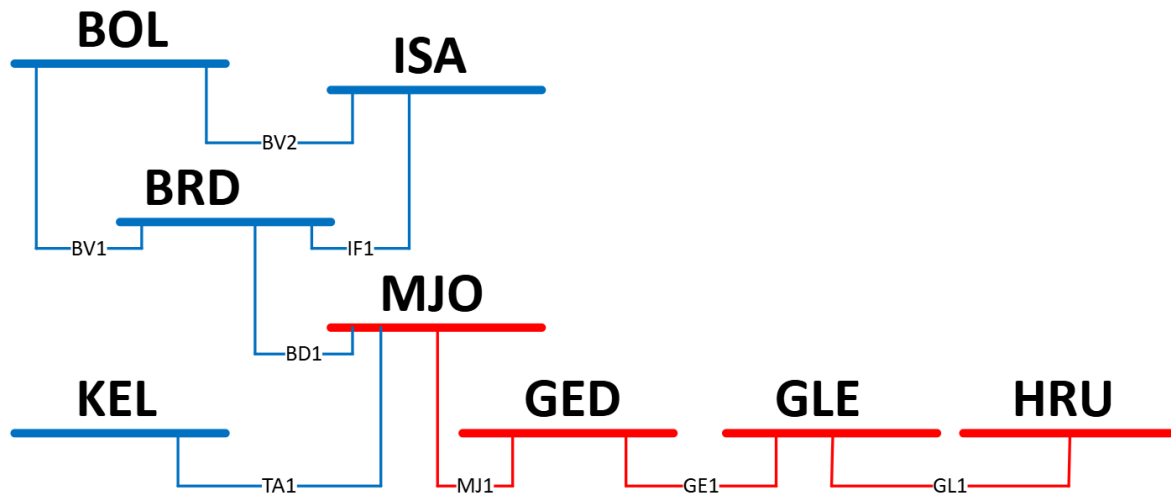 BOL
ISA
BV2
BRD
BV1
IF1
MJO
BD1
KEL
GED
GLE
HRU
TA1
MJ1
GE1
GL1